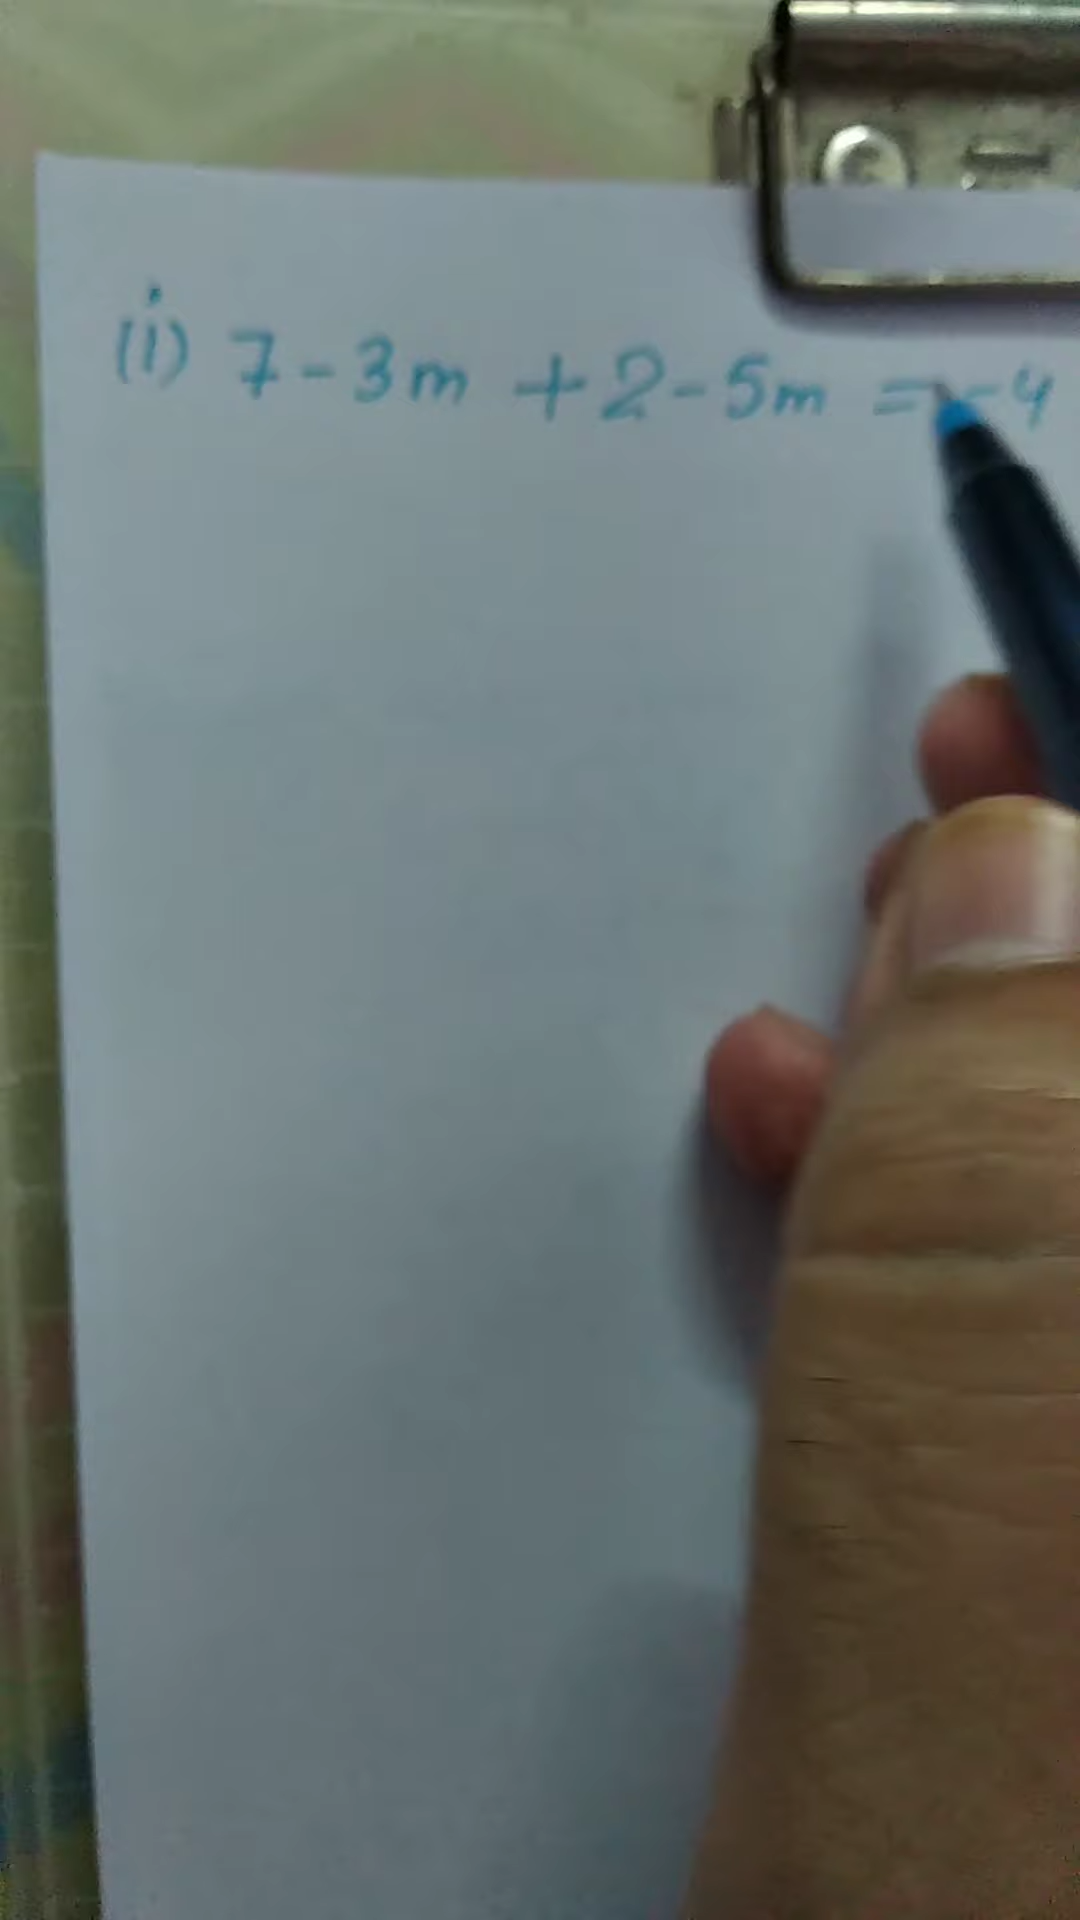 (i) 7 - 3m + 2 - 5m = -4